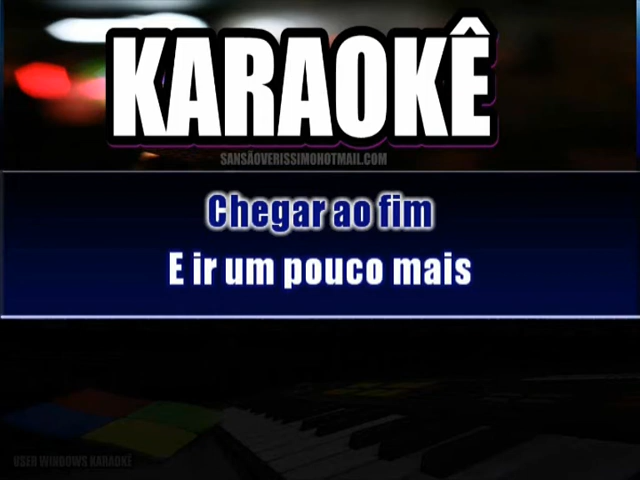 KARAOKÊ
SANSÃOVERISSIMOHOTMAIL.COM
Chegar ao fim
E ir um pouco mais
USER WINDOWS KARAOKÊ